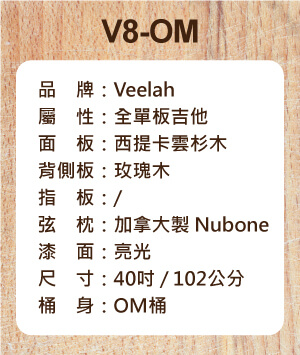 V8-OM
品　牌：Veelah
屬　性：全單板吉他
面　板：西提卡雲杉木
背側板：玫瑰木
指　板：/
弦　枕：加拿大製 Nubone
漆　面：亮光
尺　寸：40吋 / 102公分
桶　身：OM桶